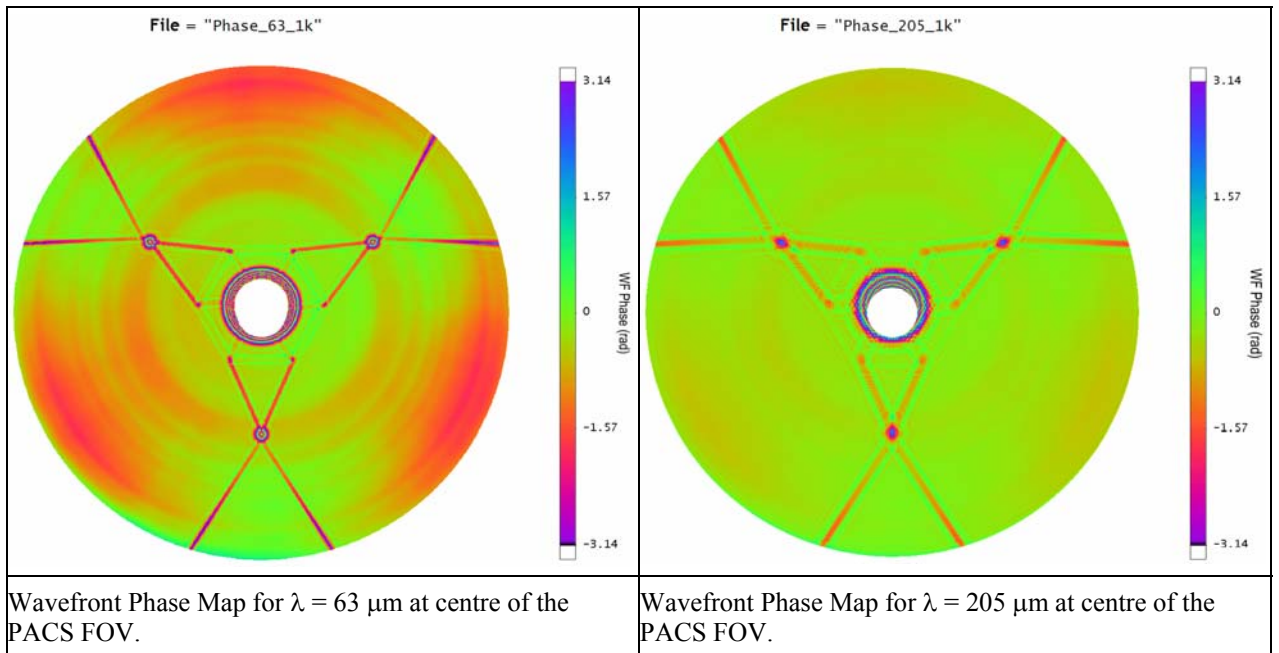 File = "Phase_63_1k"
3.14
1.57
0
-1.57
-3.14
WF Phase (rad)
Wavefront Phase Map for λ = 63 μm at centre of the
PACS FOV.
File = "Phase_205_1k"
3.14
1.57
0
-1.57
-3.14
WF Phase (rad)
Wavefront Phase Map for λ = 205 μm at centre of the
PACS FOV.